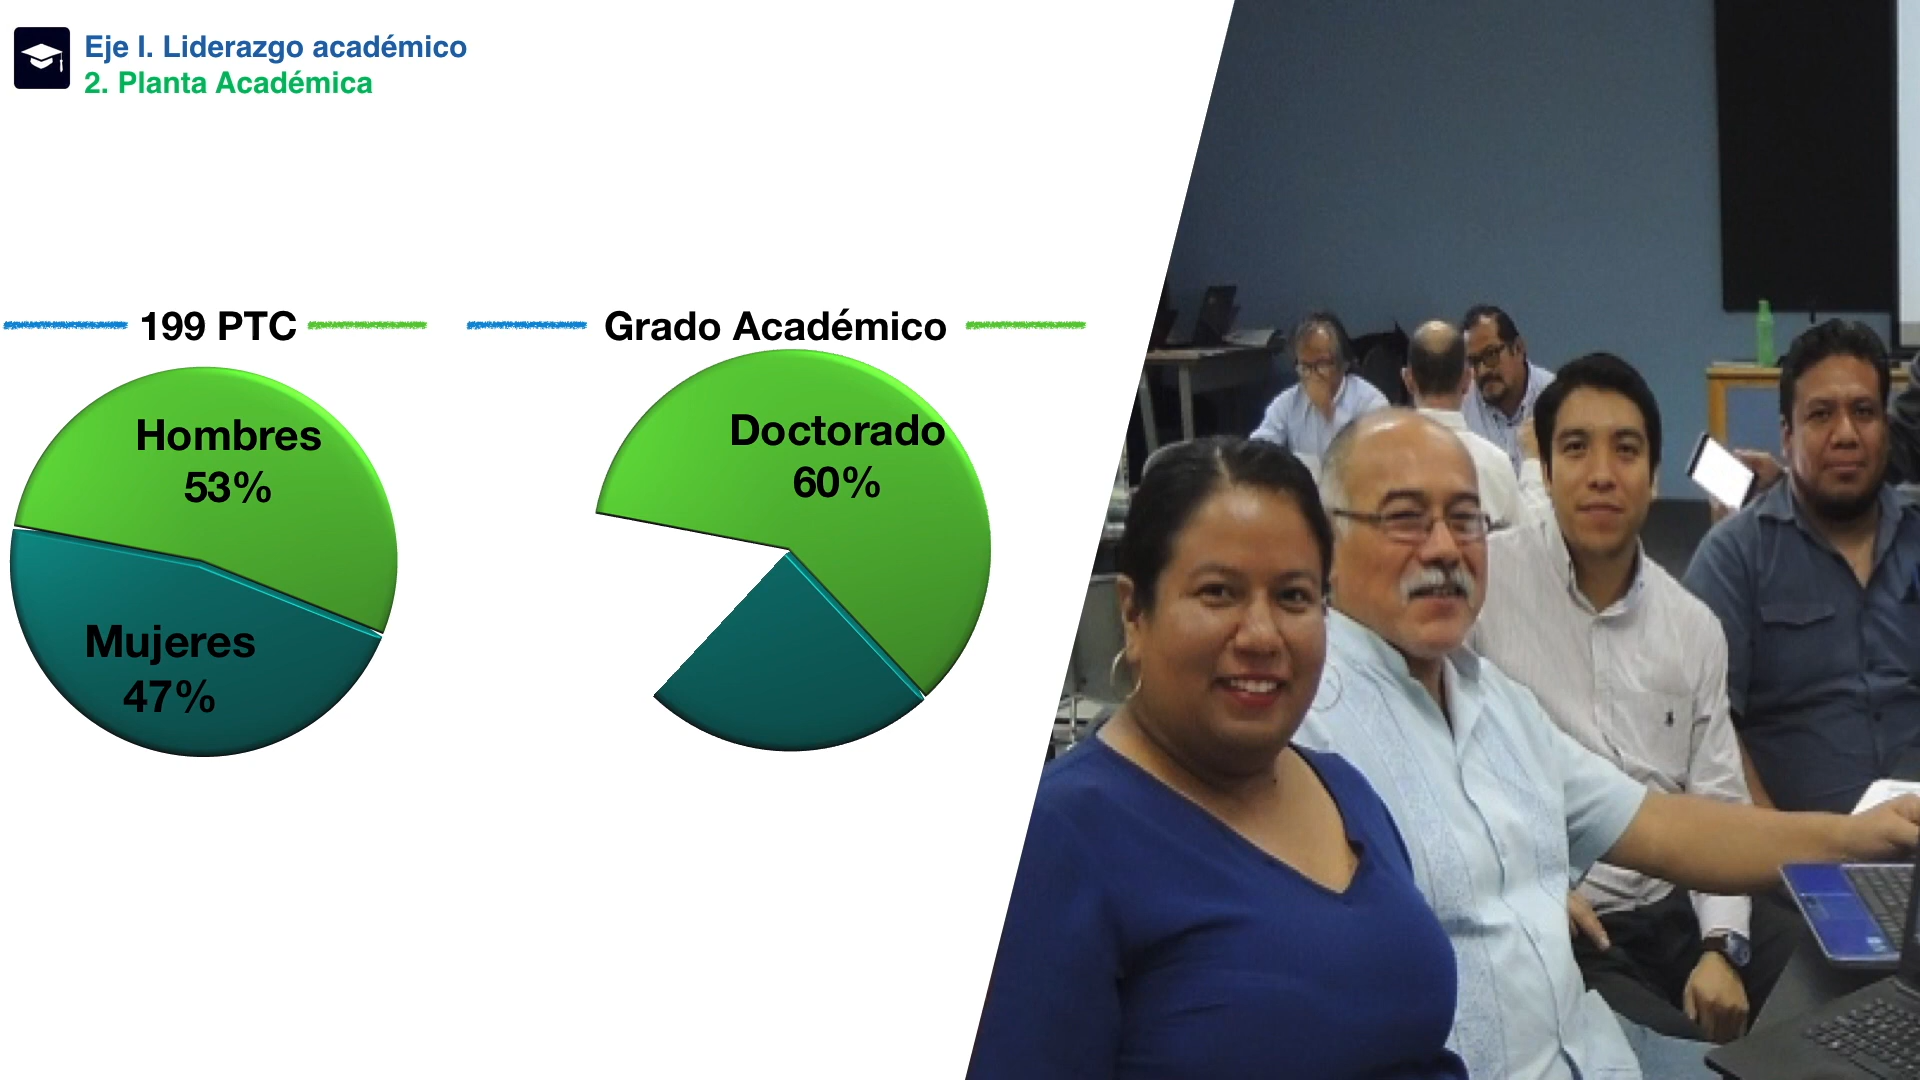 Eje I. Liderazgo académico
2. Planta Académica
199 PTC
Hombres
53%
Mujeres
47%
Grado Académico
Doctorado
60%